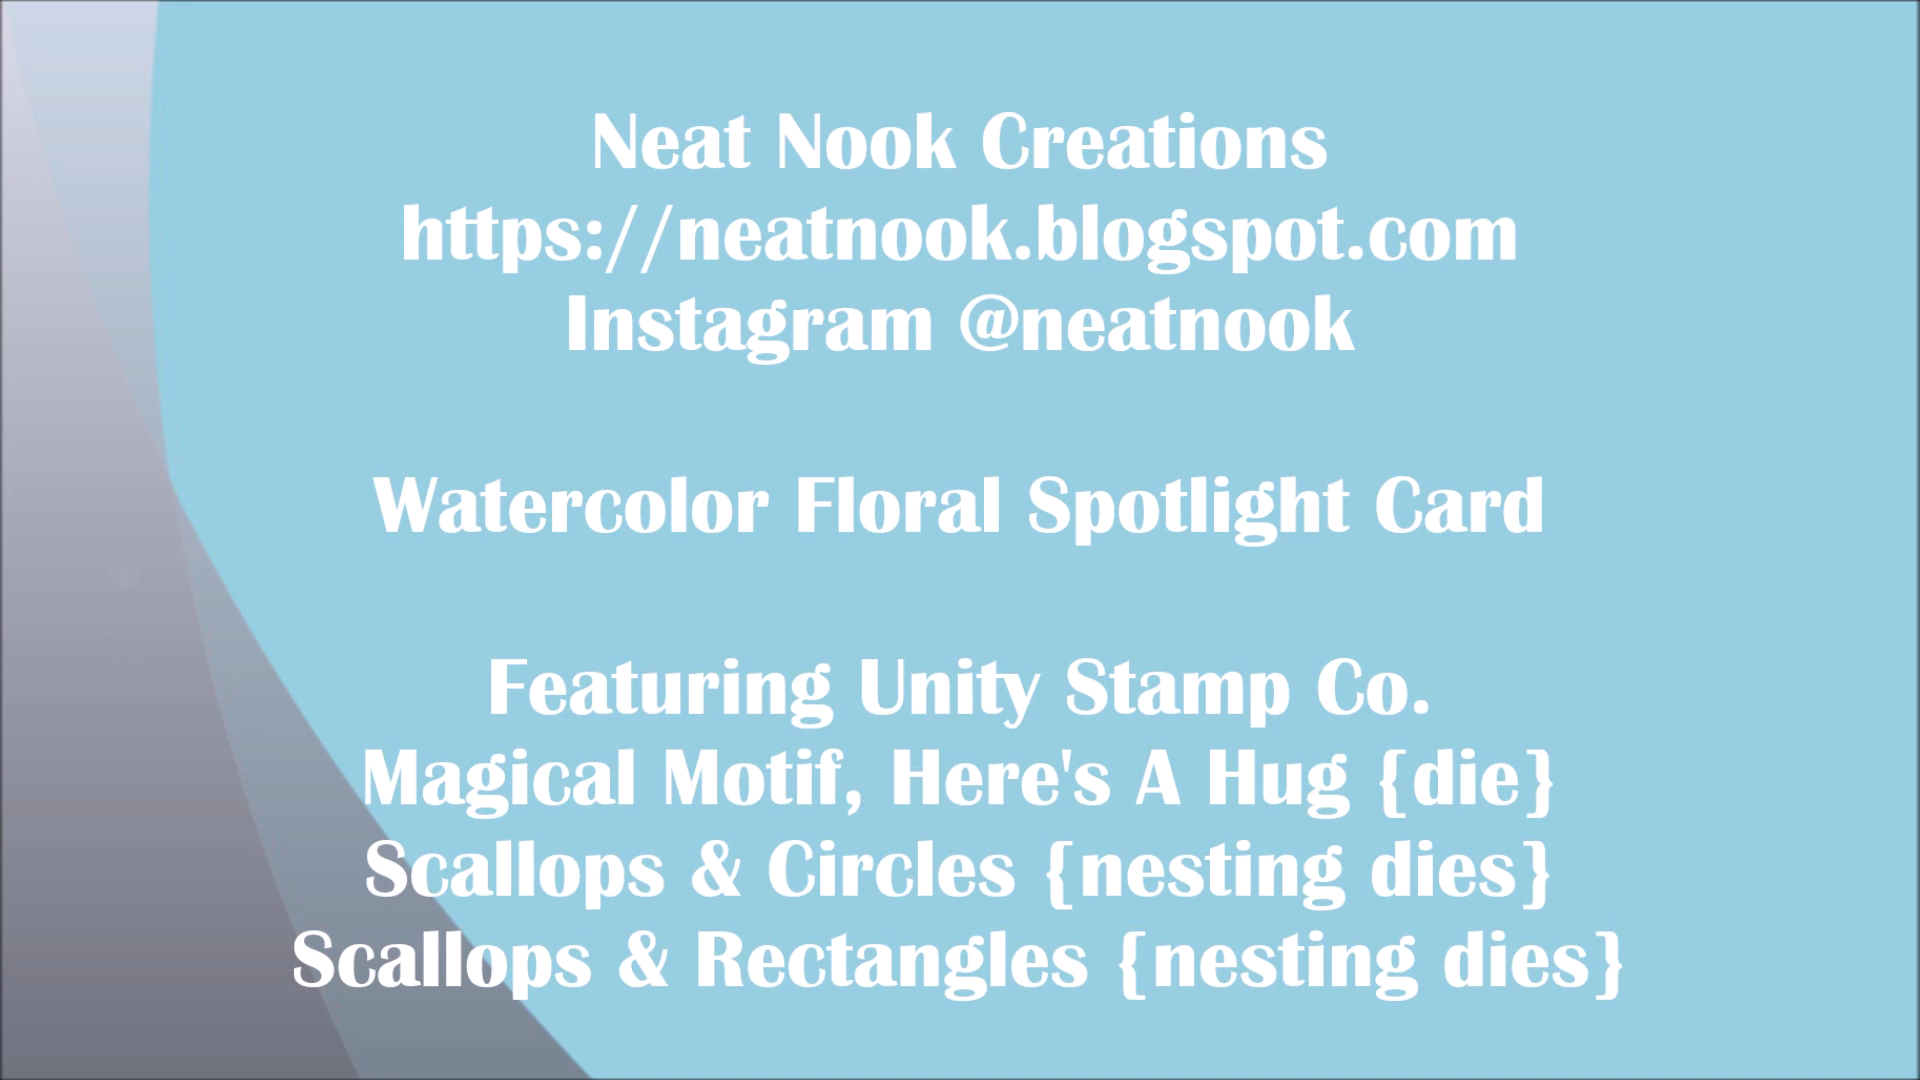 Neat Nook Creations
https://neatnook.blogspot.com
Instagram @neatnook
Watercolor Floral Spotlight Card
Featuring Unity Stamp Co.
Magical Motif, Here's A Hug {die}
Scallops & Circles {nesting dies}
Scallops & Rectangles {nesting dies}